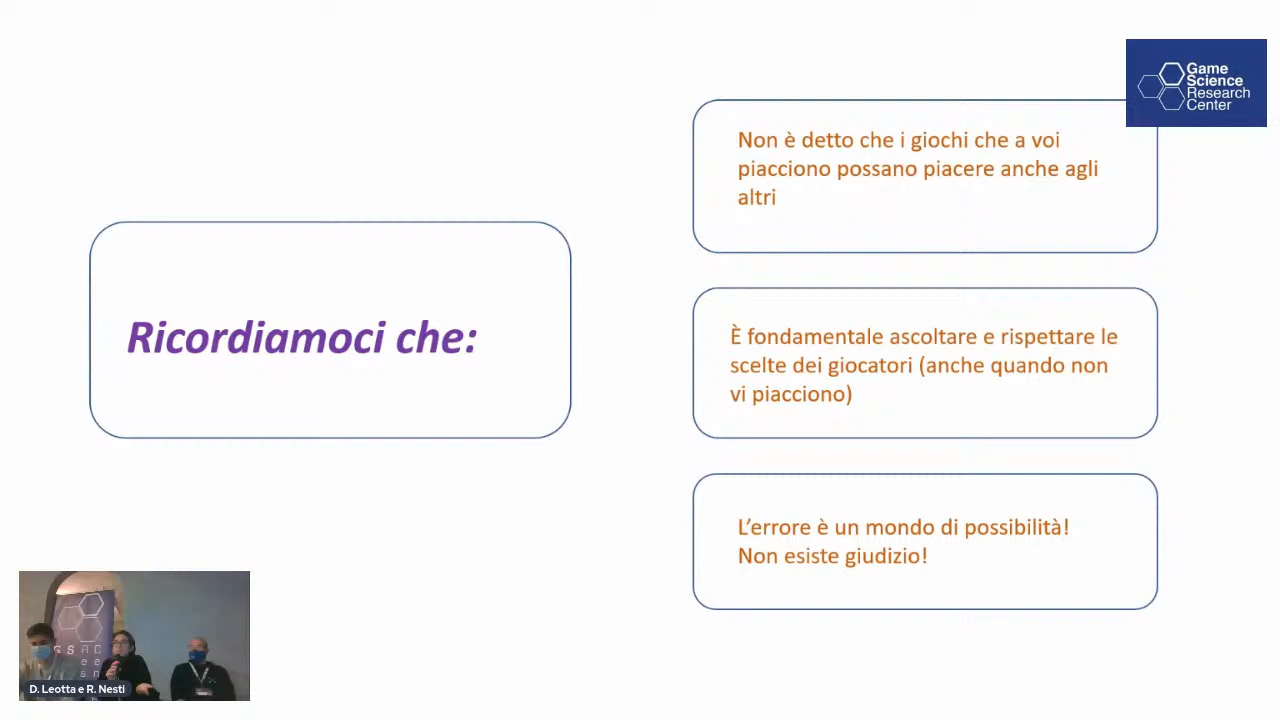 Game
Science
Research
Center
Non è detto che i giochi che a voi
piacciono possano piacere anche agli
altri
Ricordiamoci che:
È fondamentale ascoltare e rispettare le
scelte dei giocatori (anche quando non
vi piacciono)
L’errore è un mondo di possibilità!
Non esiste giudizio!
D. Leotta e R. Nesti